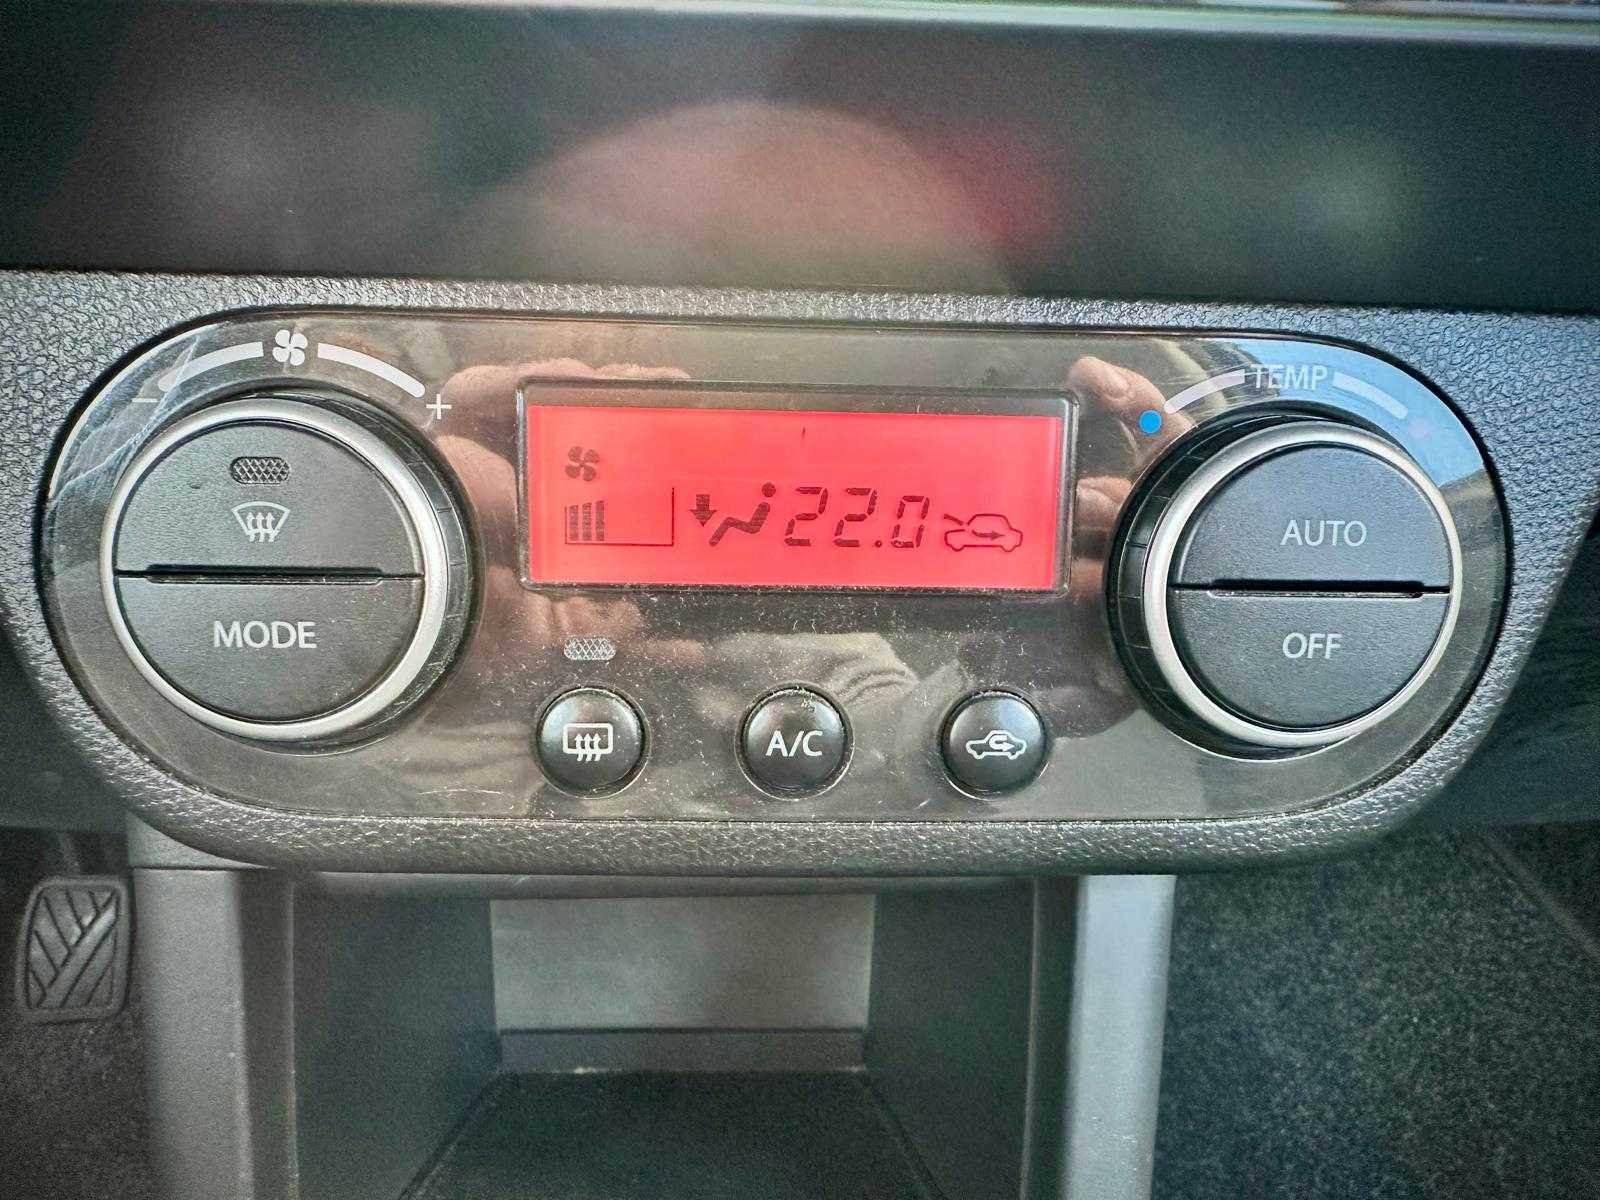 TEMP
- +
22.0
AUTO
MODE
OFF
A/C